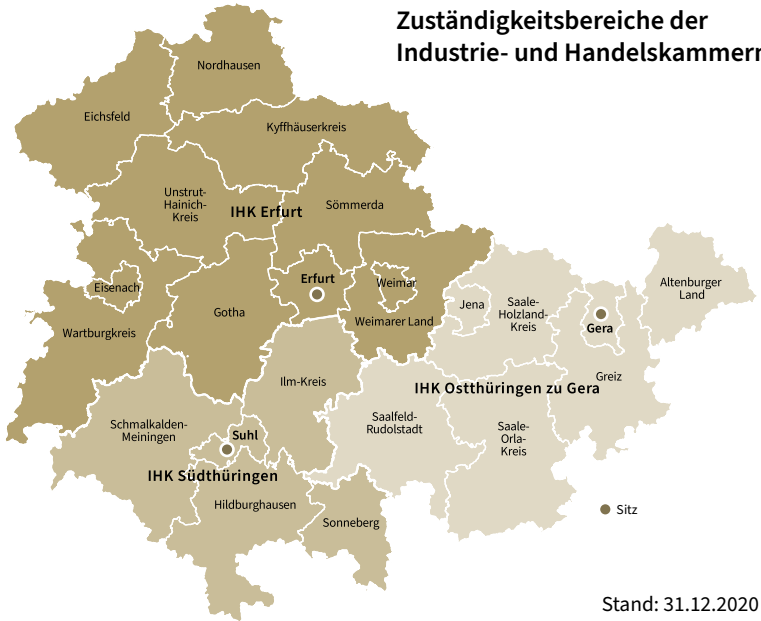 Zuständigkeitsbereiche der
Industrie- und Handelskammern
Nordhausen
Eichsfeld
Kyffhäuserkreis
Unstrut-
Hainich-
Kreis
IHK Erfurt
Sömmerda
Eisenach
Erfurt
Weimar
Gotha
Wartburgkreis
Weimarer Land
Jena
Saale-
Holzland-
Kreis
Gera
Altenburger
Land
Ilm-Kreis
IHK Ostthüringen zu Gera
Greiz
Schmalkalden-
Meiningen
Suhl
Saalfeld-
Rudolstadt
Saale-
Orla-
Kreis
IHK Südthüringen
Hildburghausen
Sonneberg
Sitz
Stand: 31.12.2020